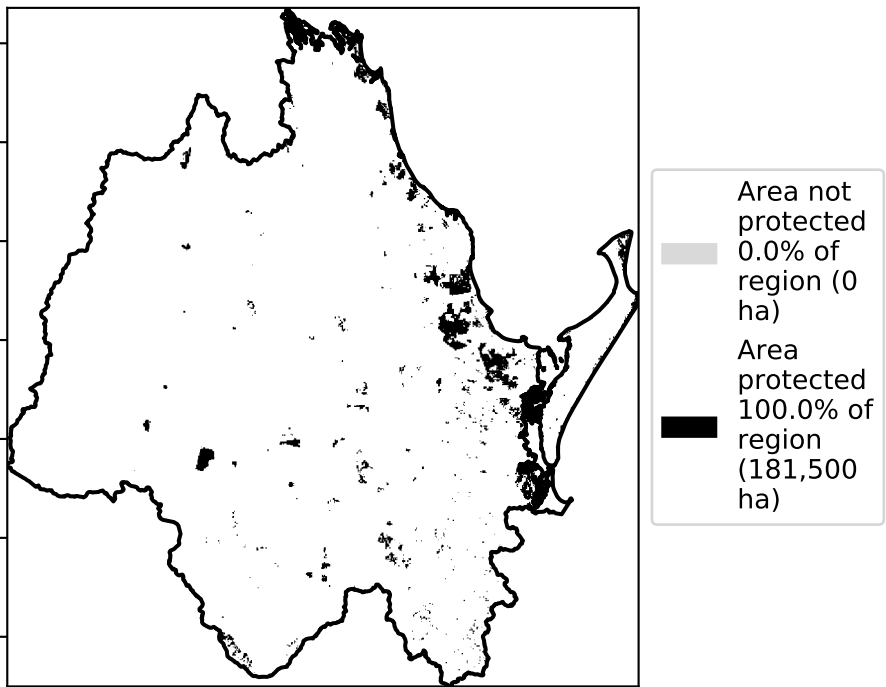 Area not
protected
0.0% of
region (0
ha)
Area
protected
100.0% of
region
(181,500
ha)